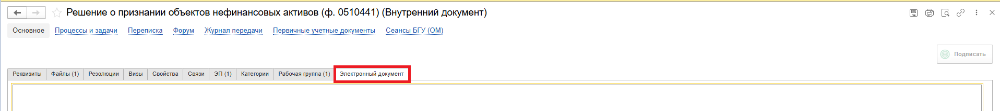 Решение о признании объектов нефинансовых активов (ф. 0510441) (Внутренний документ)
Основное Процессы и задачи Переписка Форум Журнал передачи Первичные учетные документы Сеансы БГУ (ОМ)
Подписать
Реквизиты Файлы (1) Резолюции Визы Свойства Связи ЭП (1) Категории Рабочая группа (1) Электронный документ